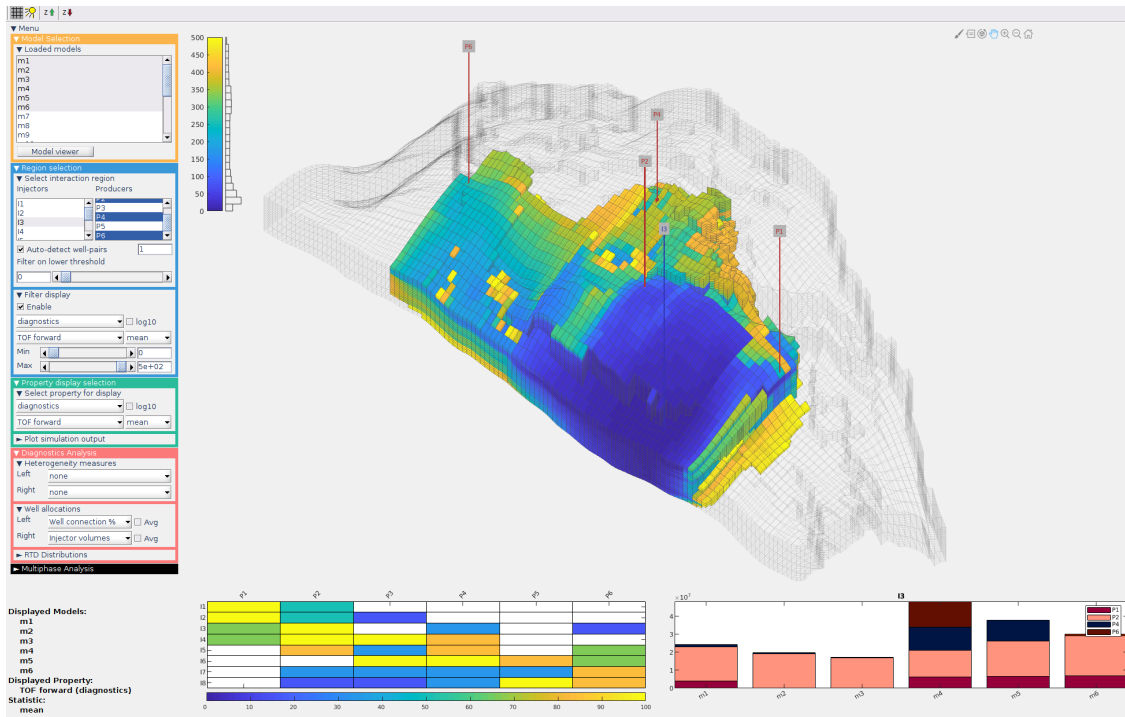 z z
▼ Menu
▼ Model Selection
▼ Loaded models
m1
m2
m3
m4
m5
m6
m7
m8
m9
Model viewer
▼ Region selection
▼ Select interaction region
Injectors Producers
I1
I2
I3
I4
P3
P4
P5
P6
Auto-detect well-pairs 1
Filter on lower threshold
0
▼ Filter display
Enable
diagnostics log10
TOF forward mean
Min 0
Max 5e+02
▼ Property display selection
▼ Select property for display
diagnostics log10
TOF forward mean
► Plot simulation output
▼ Diagnostics Analysis
▼ Heterogeneity measures
Left none
Right none
▼ Well allocations
Left Well connection % Avg
Right Injector volumes Avg
► RTD Distributions
► Multiphase Analysis
500
450
400
350
300
250
200
150
100
50
0
P6
P4
P2
I3
P1
Displayed Models:
m1
m2
m3
m4
m5
m6
Displayed Property:
TOF forward (diagnostics)
Statistic:
mean
P1 P2 P3 P4 P5 P6
I1
I2
I3
I4
I5
I6
I7
I8
0 10 20 30 40 50 60 70 80 90 100
×10⁷
I3
4
3
2
1
0
m1 m2 m3 m4 m5 m6
P1
P2
P4
P6